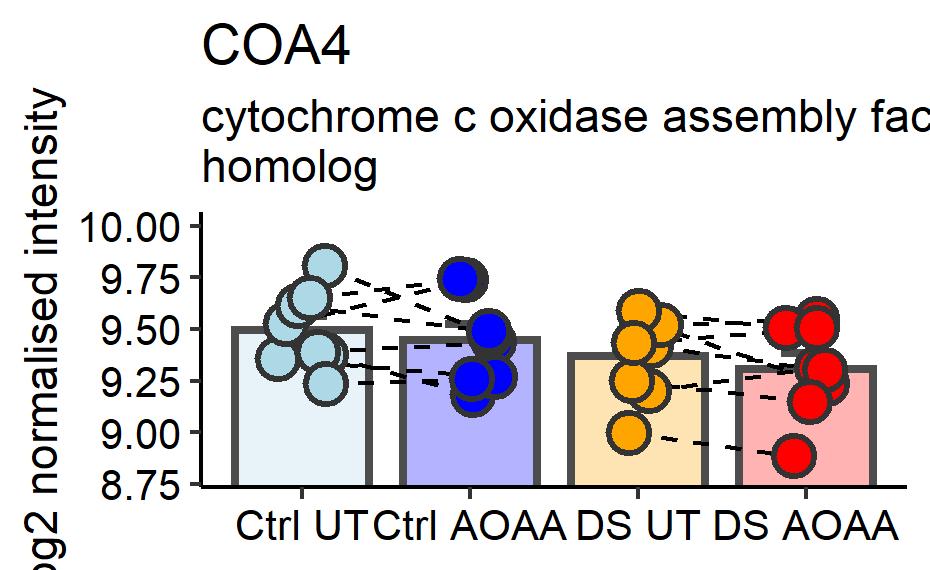 COA4
cytochrome c oxidase assembly fac
homolog
og2 normalised intensity
10.00
9.75
9.50
9.25
9.00
8.75
Ctrl UT Ctrl AOAA DS UT DS AOAA